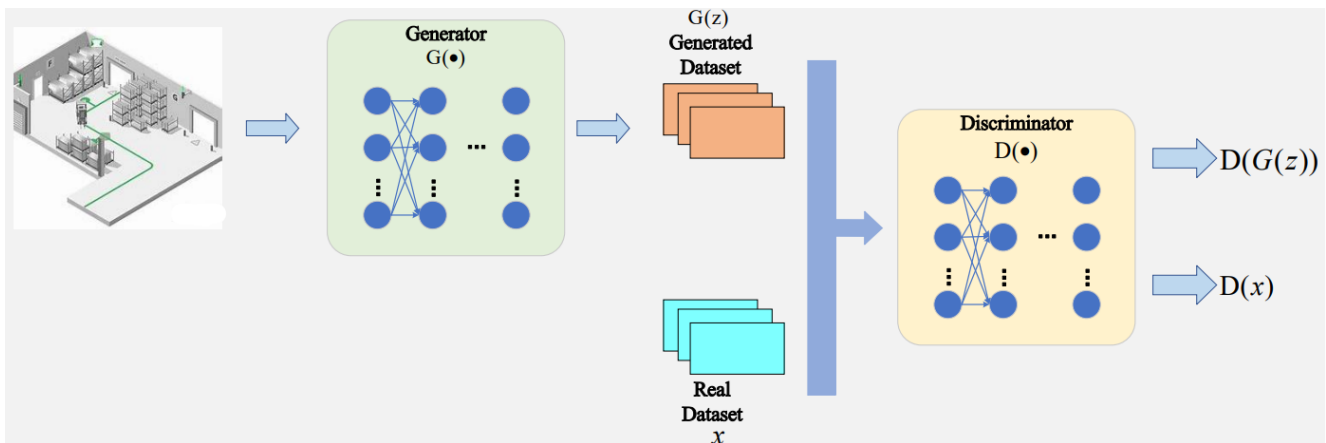 Generator
G(•)
G(z)
Generated
Dataset
Discriminator
D(•)
D(G(z))
D(x)
Real
Dataset
x